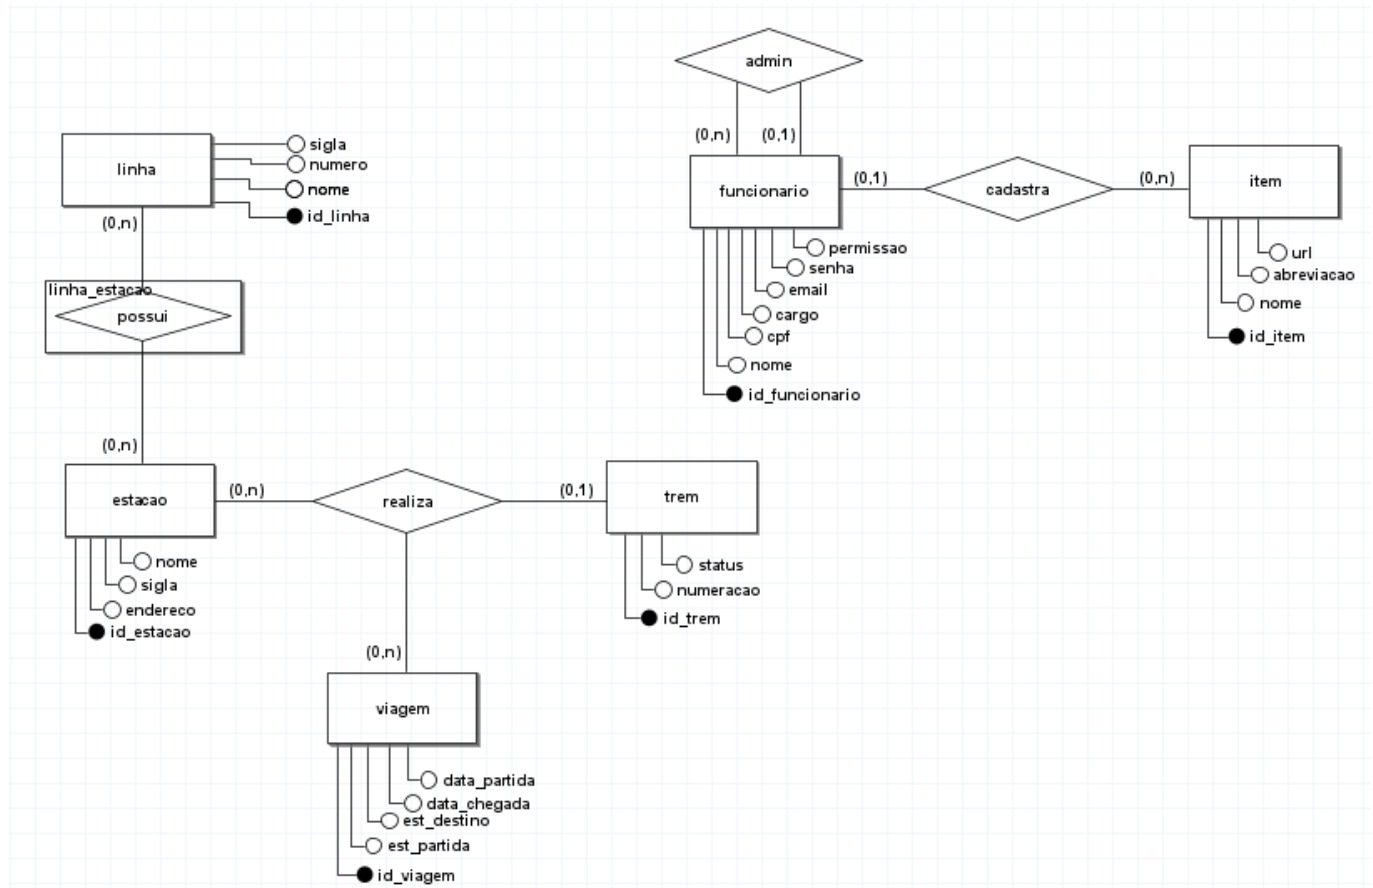 admin
(0,n)
(0,1)
linha
sigla
numero
nome
id_linha
(0,n)
linha_estacao
possui
(0,n)
funcionario
(0,1)
cadastra
(0,n)
item
permissao
senha
email
cargo
cpf
nome
id_funcionario
url
abreviacao
nome
id_item
estacao
(0,n)
realiza
(0,1)
trem
nome
sigla
endereco
id_estacao
status
numeracao
id_trem
(0,n)
viagem
data_partida
data_chegada
est_destino
est_partida
id_viagem